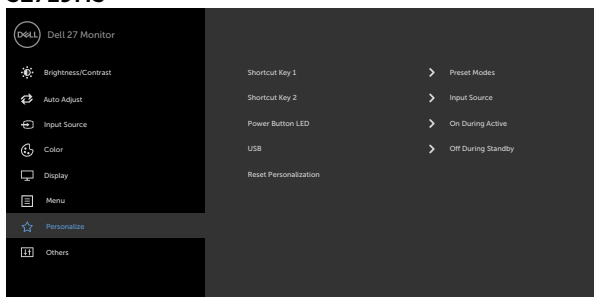 DELL Dell 27 Monitor
Brightness/Contrast
Auto Adjust
Input Source
Color
Display
Menu
Personalize
Others
Shortcut Key 1 > Preset Modes
Shortcut Key 2 > Input Source
Power Button LED > On During Active
USB > Off During Standby
Reset Personalization